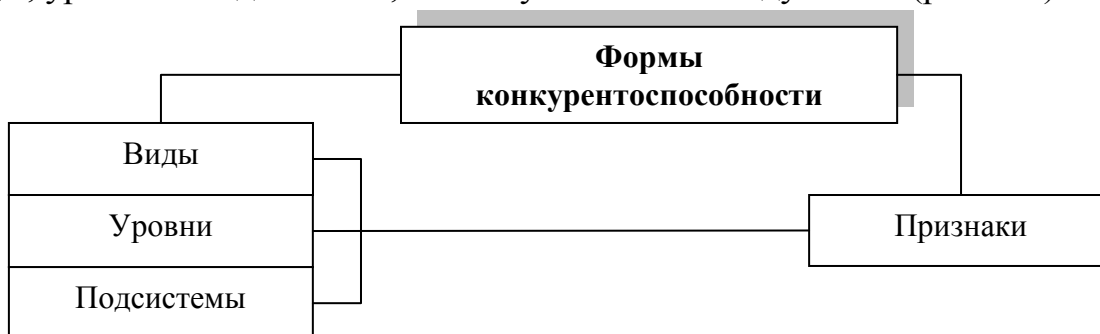 Формы
конкурентоспособности
Виды
Уровни
Признаки
Подсистемы